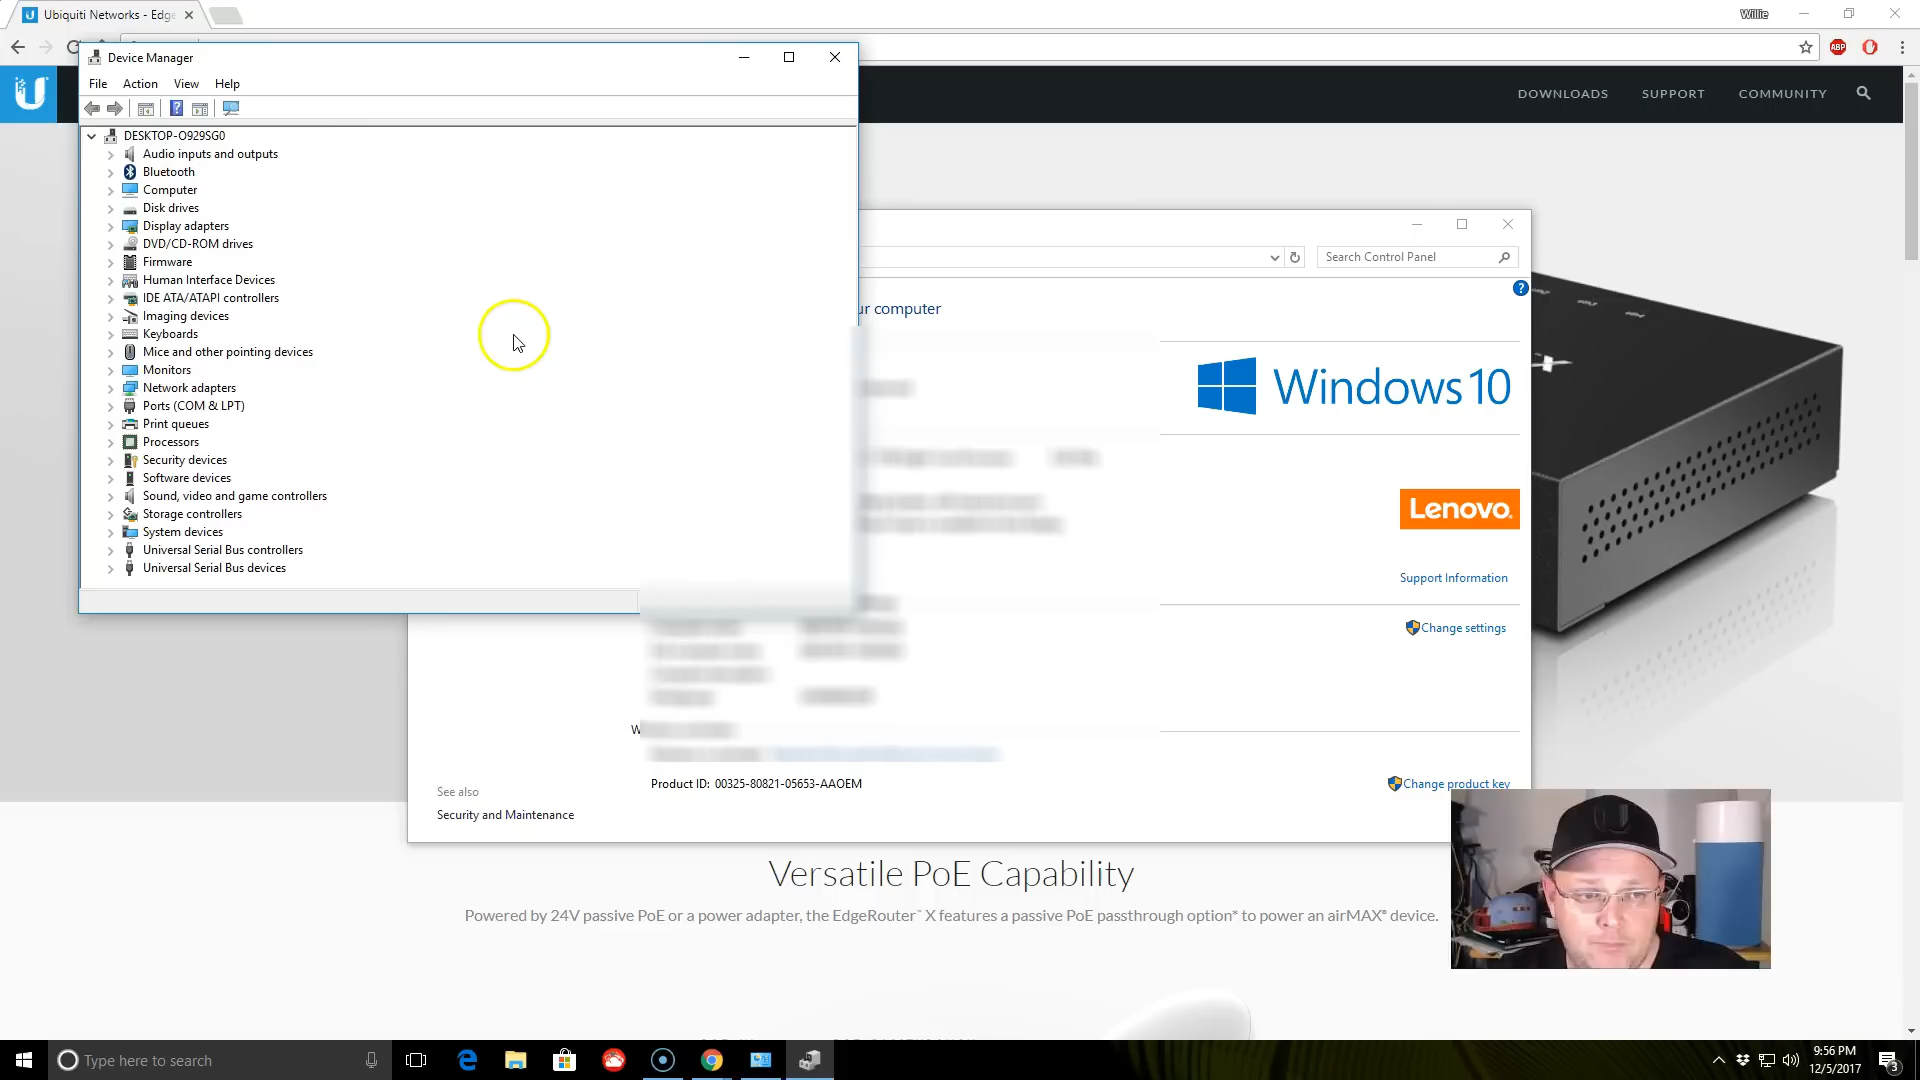 Ubiquiti Networks - Edge
Willie
ABP
Device Manager
File Action View Help
DOWNLOADS SUPPORT COMMUNITY
DESKTOP-O929SG0
Audio inputs and outputs
Bluetooth
Computer
Disk drives
Display adapters
DVD/CD-ROM drives
Firmware
Human Interface Devices
IDE ATA/ATAPI controllers
Imaging devices
Keyboards
Mice and other pointing devices
Monitors
Network adapters
Ports (COM & LPT)
Print queues
Processors
Security devices
Software devices
Sound, video and game controllers
Storage controllers
System devices
Universal Serial Bus controllers
Universal Serial Bus devices
Search Control Panel
ur computer
Windows 10
Lenovo.
Support Information
Change settings
W
Product ID: 00325-80821-05653-AAOEM
Change product key
See also
Security and Maintenance
Versatile PoE Capability
Powered by 24V passive PoE or a power adapter, the EdgeRouter™ X features a passive PoE passthrough option* to power an airMAX® device.
Type here to search
9:56 PM
12/5/2017
3